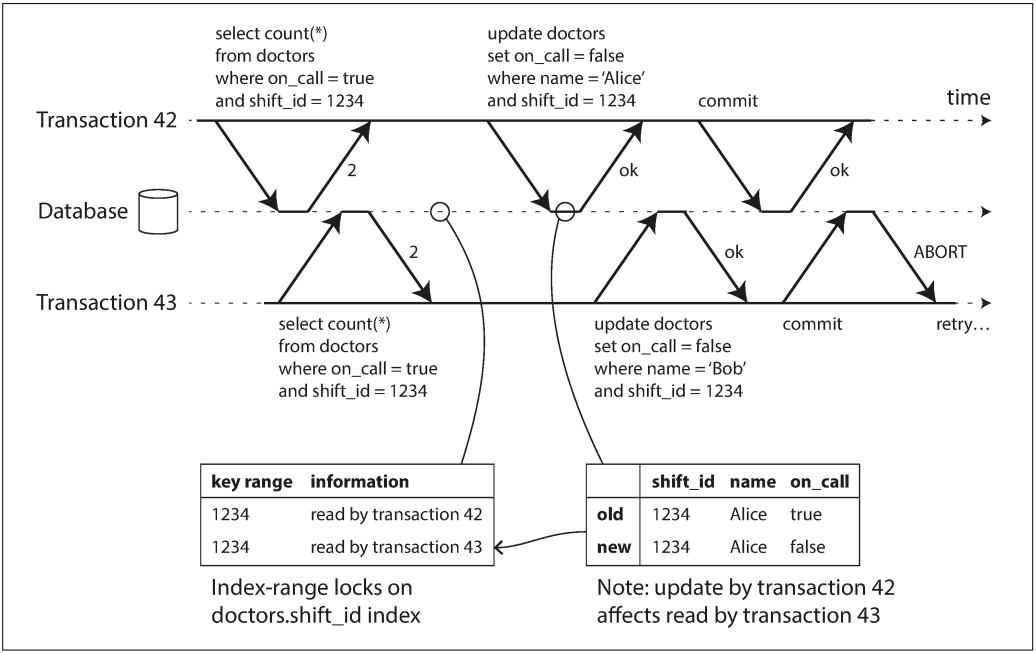 select count(*)
from doctors
where on_call = true
and shift_id = 1234
update doctors
set on_call = false
where name = ‘Alice’
and shift_id = 1234
commit
time
Transaction 42
2
ok
ok
Database
2
ok
ABORT
Transaction 43
select count(*)
from doctors
where on_call = true
and shift_id = 1234
update doctors
set on_call = false
where name = ‘Bob’
and shift_id = 1234
commit
retry…
key range information
1234 read by transaction 42
1234 read by transaction 43
Index-range locks on
doctors.shift_id index
shift_id name on_call
old 1234 Alice true
new 1234 Alice false
Note: update by transaction 42
affects read by transaction 43